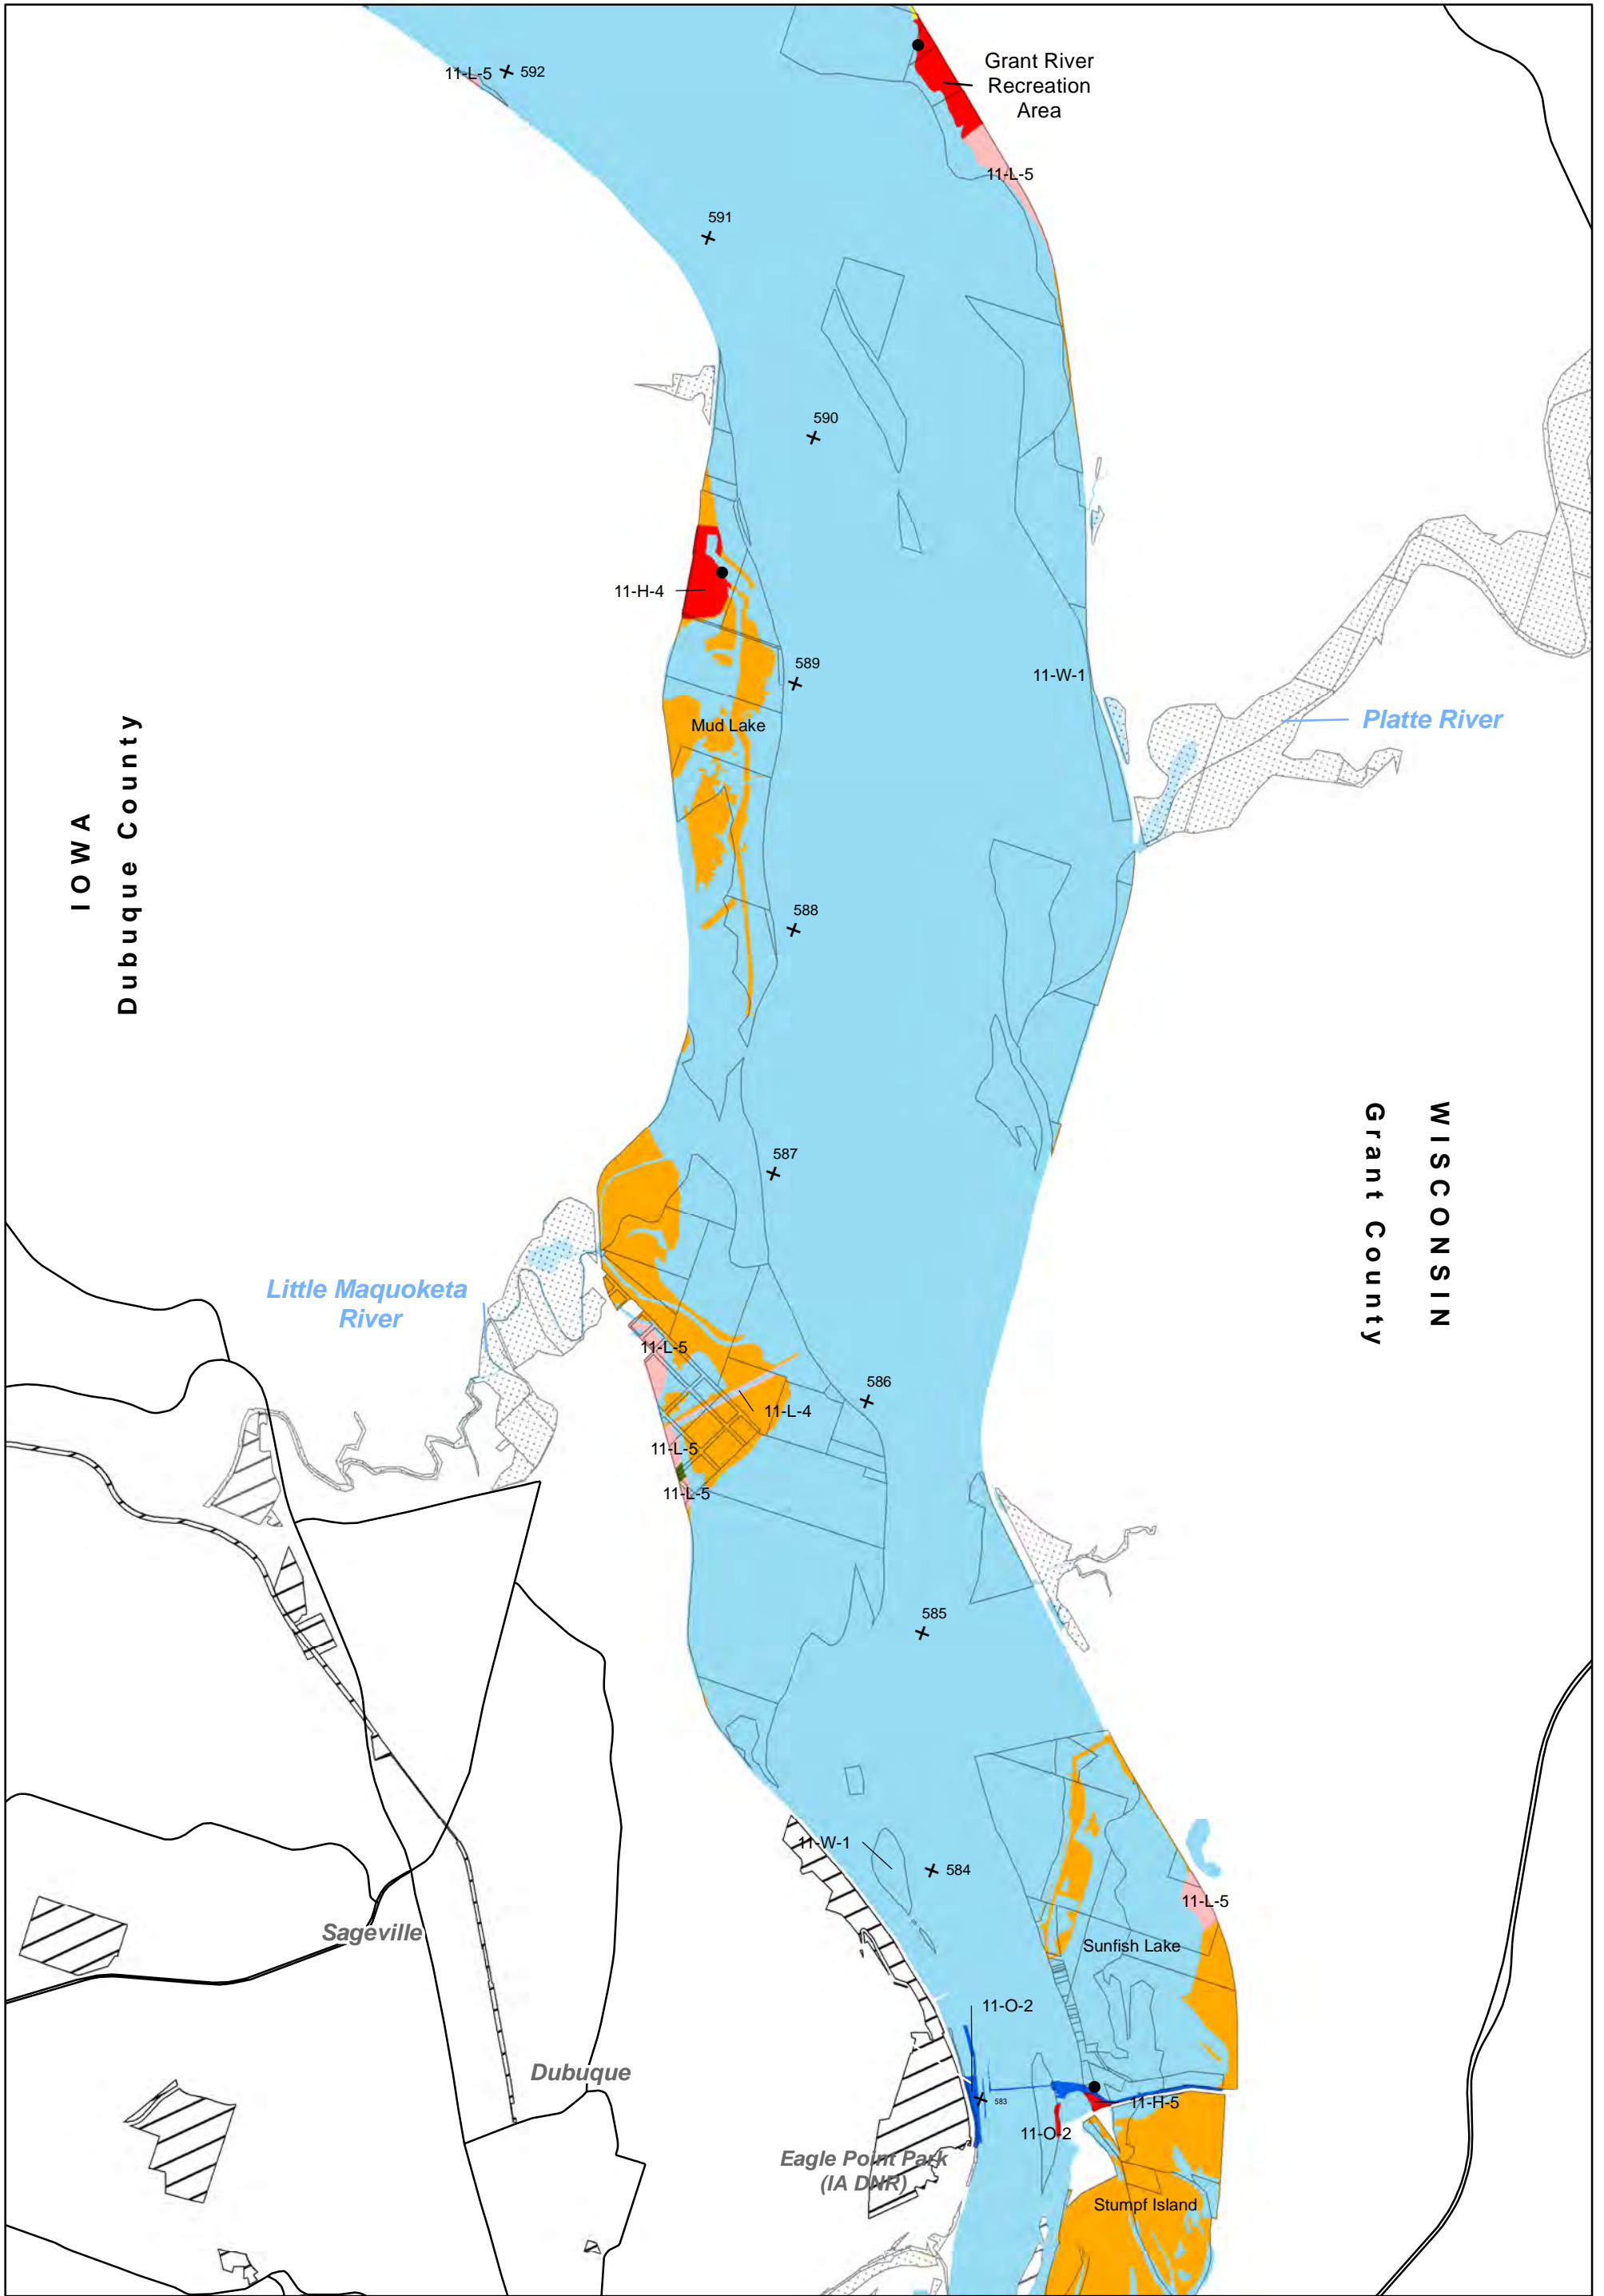 11-L-5
592
Grant River
Recreation
Area
11-L-5
591
590
11-H-4
589
11-W-1
Mud Lake
Platte River
IOWA
Dubuque County
588
WISCONSIN
Grant County
587
Little Maquoketa
River
11-L-5
586
11-L-4
11-L-5
11-L-5
585
11-W-1
584
11-L-5
Sageville
Sunfish Lake
11-O-2
Dubuque
583
11-H-5
11-O-2
Eagle Point Park
(IA DNR)
Stumpf Island